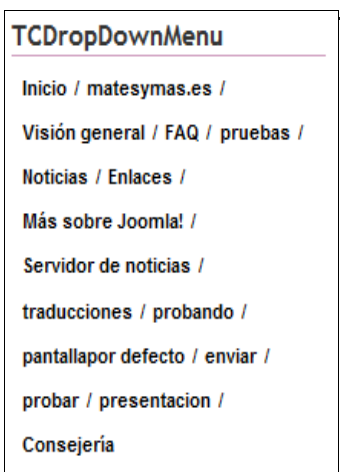 TCDropDownMenu
Inicio / matesymas.es /
Visión general / FAQ / pruebas /
Noticias / Enlaces /
Más sobre Joomla! /
Servidor de noticias /
traducciones / probando /
pantallapor defecto / enviar /
probar / presentacion /
Consejería